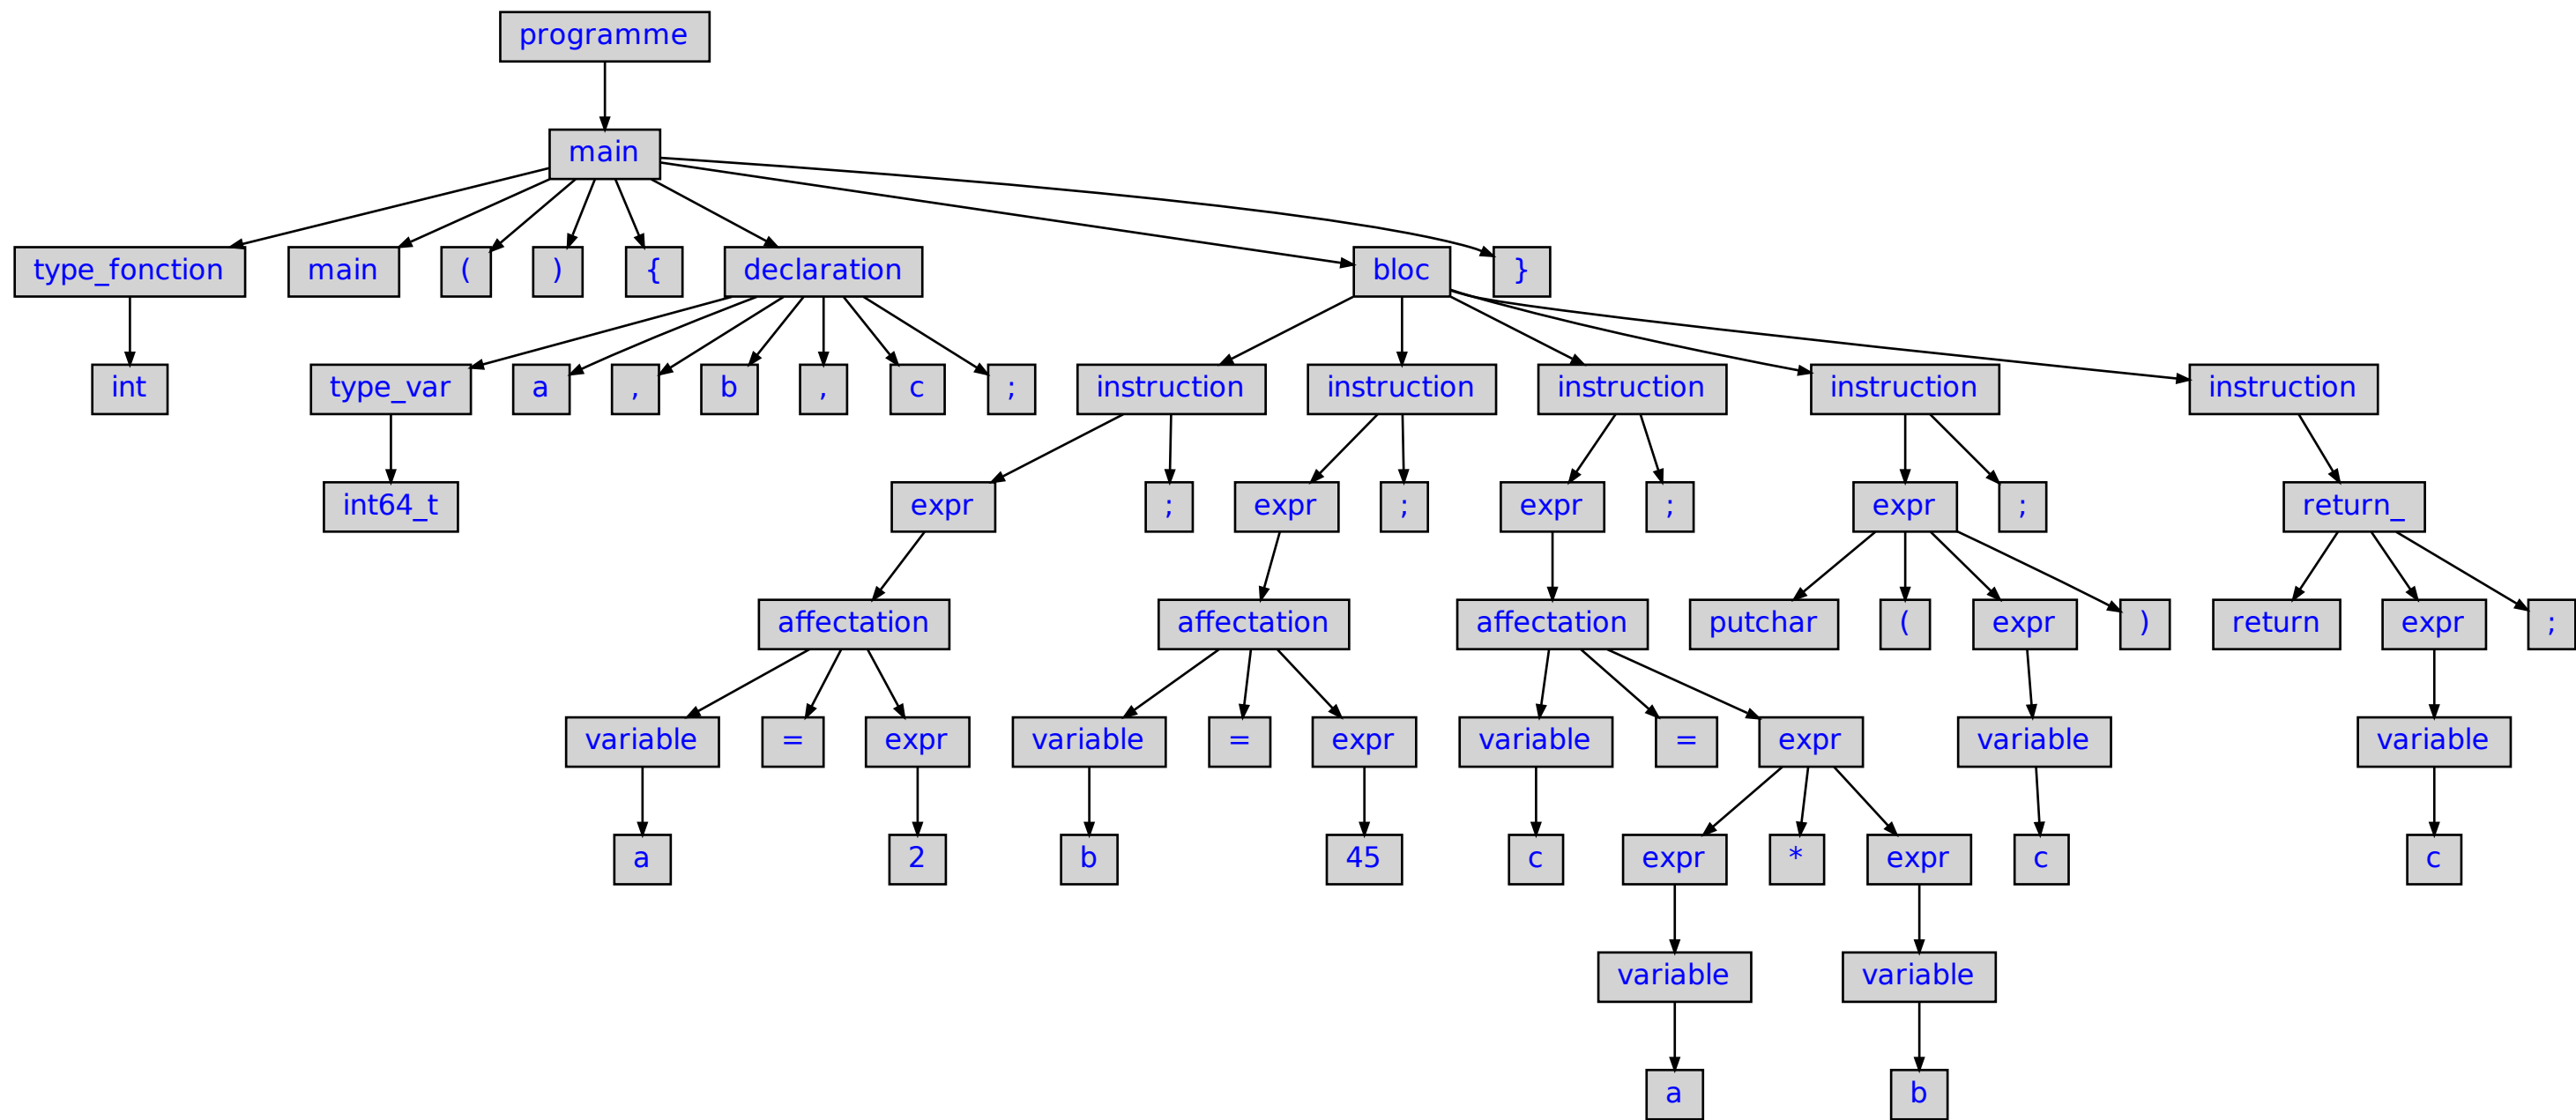 programme
main
type_fonction main ( ) { declaration bloc }
int type_var a , b , c ; instruction instruction instruction instruction instruction
int64_t expr ; expr ; expr ; expr ; return_
affectation affectation affectation putchar ( expr ) return expr ;
variable = expr variable = expr variable = expr variable variable
a 2 b 45 c expr * expr c c
variable variable
a b